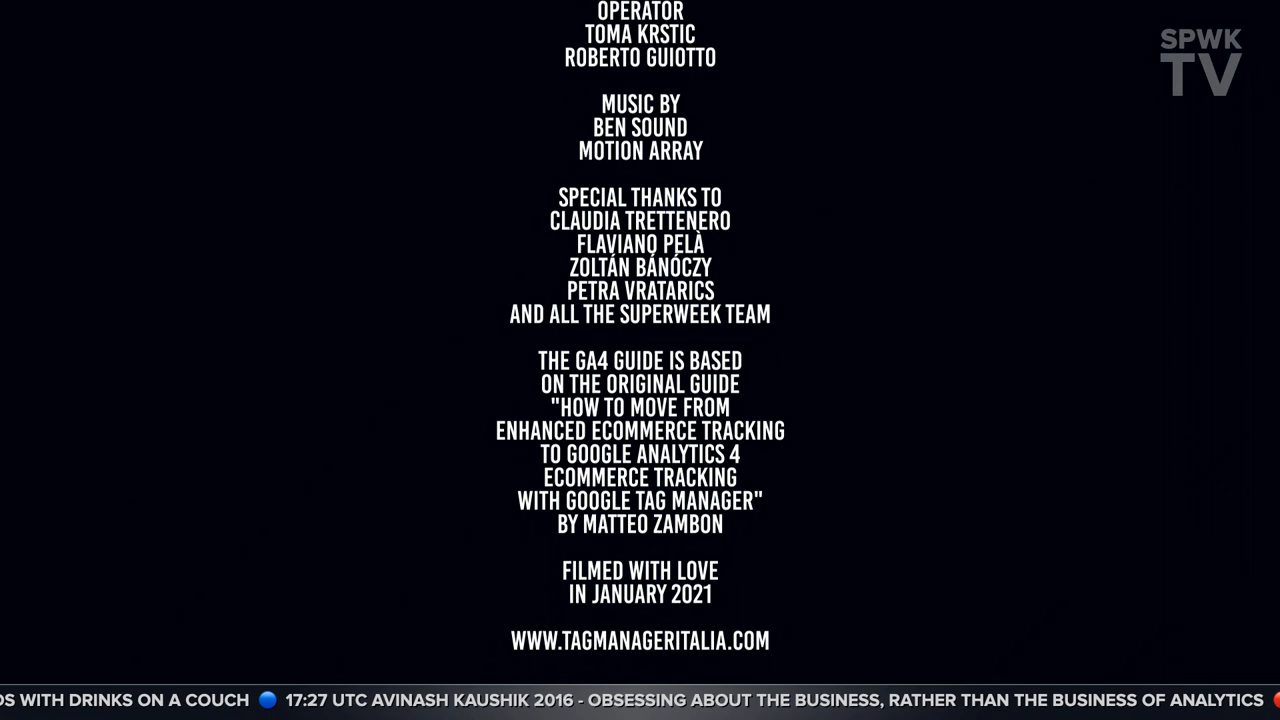 OPERATOR
TOMA KRSTIC
ROBERTO GUIOTTO
MUSIC BY
BEN SOUND
MOTION ARRAY
SPECIAL THANKS TO
CLAUDIA TRETTENERO
FLAVIANO PELÀ
ZOLTÁN BÁNÓCZY
PETRA VRATARICS
AND ALL THE SUPERWEEK TEAM
THE GA4 GUIDE IS BASED
ON THE ORIGINAL GUIDE
"HOW TO MOVE FROM
ENHANCED ECOMMERCE TRACKING
TO GOOGLE ANALYTICS 4
ECOMMERCE TRACKING
WITH GOOGLE TAG MANAGER"
BY MATTEO ZAMBON
FILMED WITH LOVE
IN JANUARY 2021
WWW.TAGMANAGERITALIA.COM
SPWK
TV
WITH DRINKS ON A COUCH 17:27 UTC AVINASH KAUSHIK 2016 - OBSESSING ABOUT THE BUSINESS, RATHER THAN THE BUSINESS OF ANALYTICS